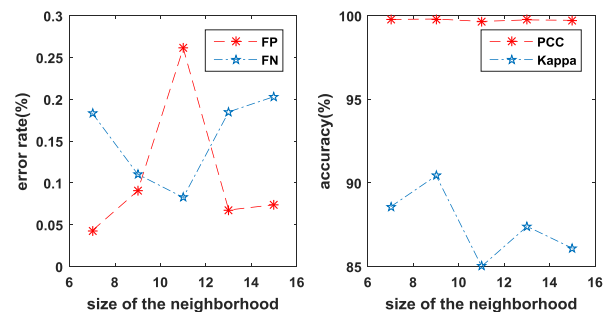 0.3
0.25
0.2
0.15
0.1
0.05
0
error rate(%)
FP
FN
6 8 10 12 14 16
size of the neighborhood
100
95
90
85
accuracy(%)
PCC
Kappa
6 8 10 12 14 16
size of the neighborhood